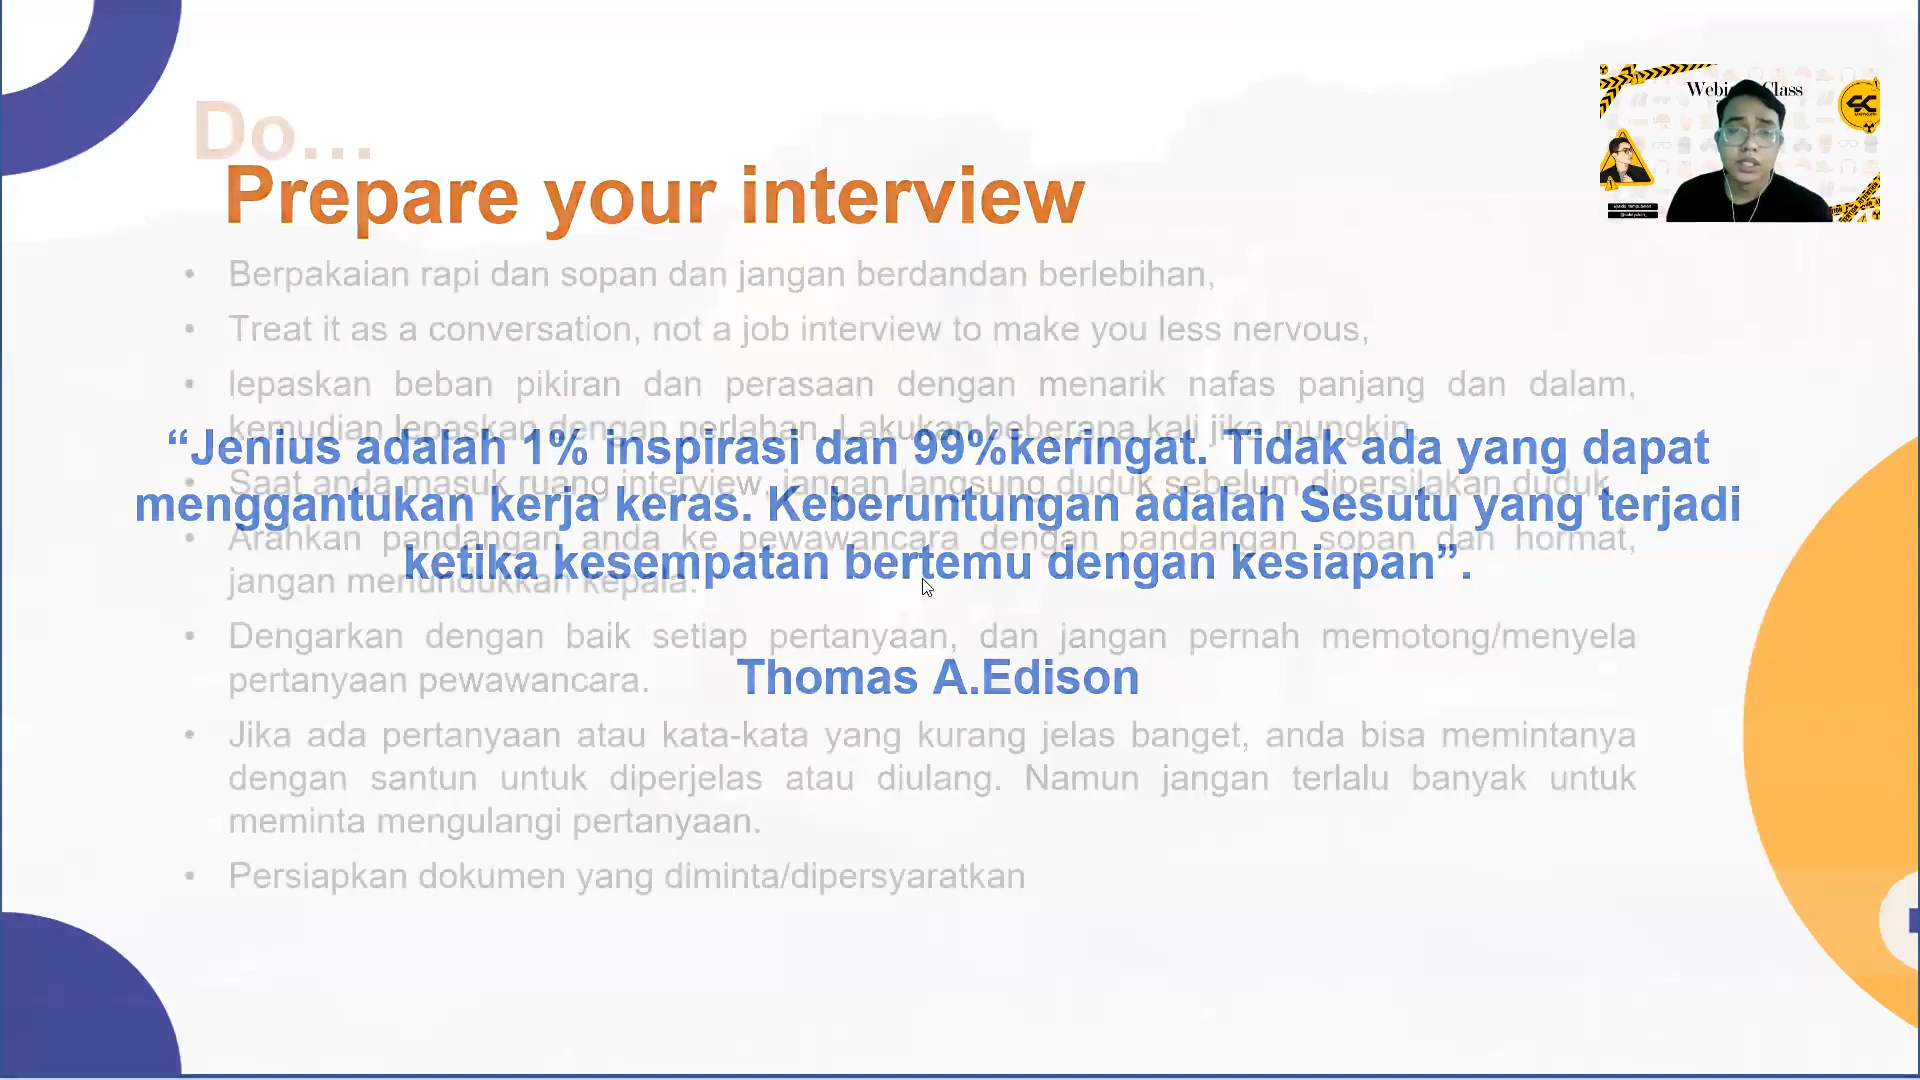 Do...
Prepare your interview
• Berpakaian rapi dan sopan dan jangan berdandan berlebihan,
• Treat it as a conversation, not a job interview to make you less nervous,
• lepaskan beban pikiran dan perasaan dengan menarik nafas panjang dan dalam,
kemudian lepaskan dengan perlahan. Lakukan beberapa kali jika mungkin.
“Jenius adalah 1% inspirasi dan 99%keringat. Tidak ada yang dapat
• Saat anda masuk ruang interview, jangan langsung duduk sebelum dipersilakan duduk
menggantukan kerja keras. Keberuntungan adalah Sesutu yang terjadi
• Arahkan pandangan anda ke pewawancara dengan pandangan sopan dan hormat,
ketika kesempatan bertemu dengan kesiapan”.
jangan menundukkan kepala.
• Dengarkan dengan baik setiap pertanyaan, dan jangan pernah memotong/menyela
pertanyaan pewawancara.
Thomas A.Edison
• Jika ada pertanyaan atau kata-kata yang kurang jelas banget, anda bisa memintanya
dengan santun untuk diperjelas atau diulang. Namun jangan terlalu banyak untuk
meminta mengulangi pertanyaan.
• Persiapkan dokumen yang diminta/dipersyaratkan